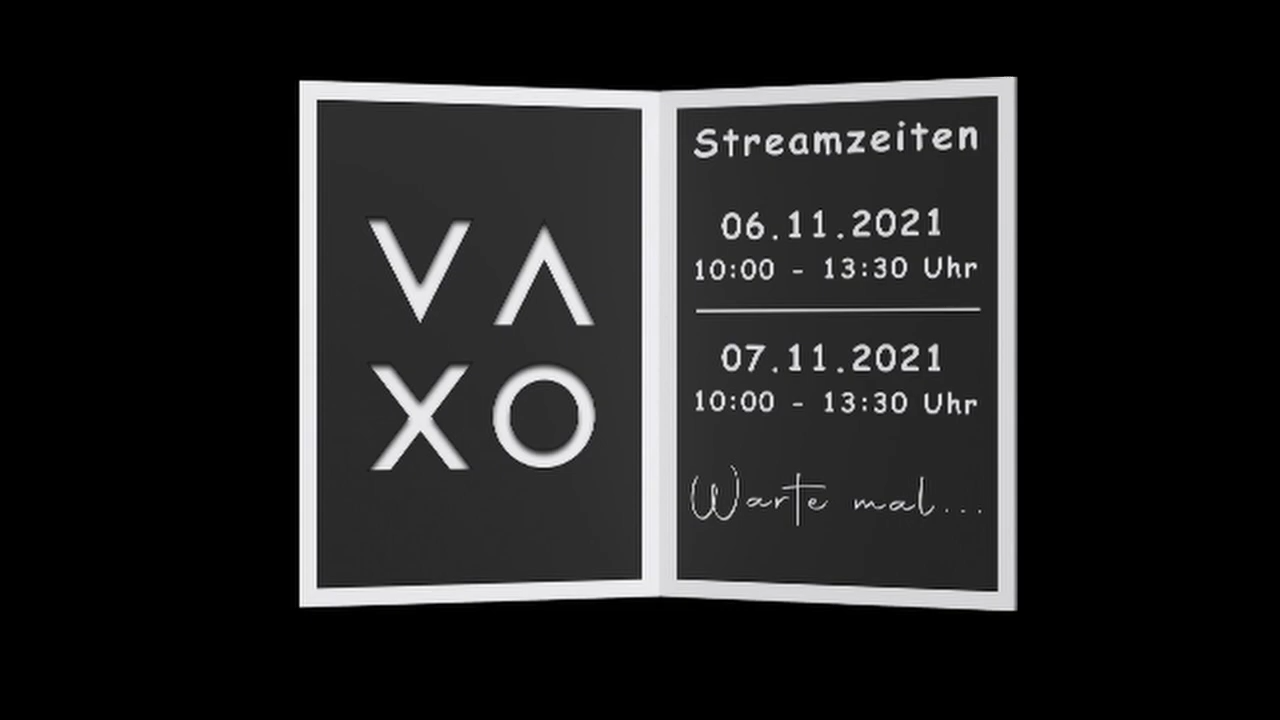 VA
XO
Streamzeiten
06.11.2021
10:00 - 13:30 Uhr
07.11.2021
10:00 - 13:30 Uhr
Warte mal...